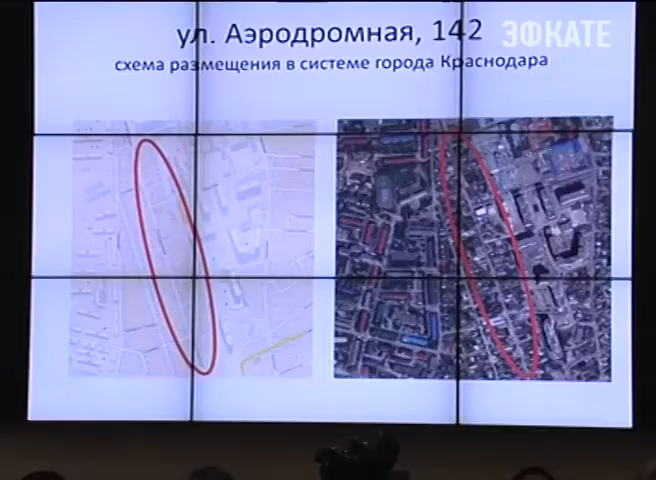 ул. Аэродромная, 142
ЭФКАТЕ
схема размещения в системе города Краснодара